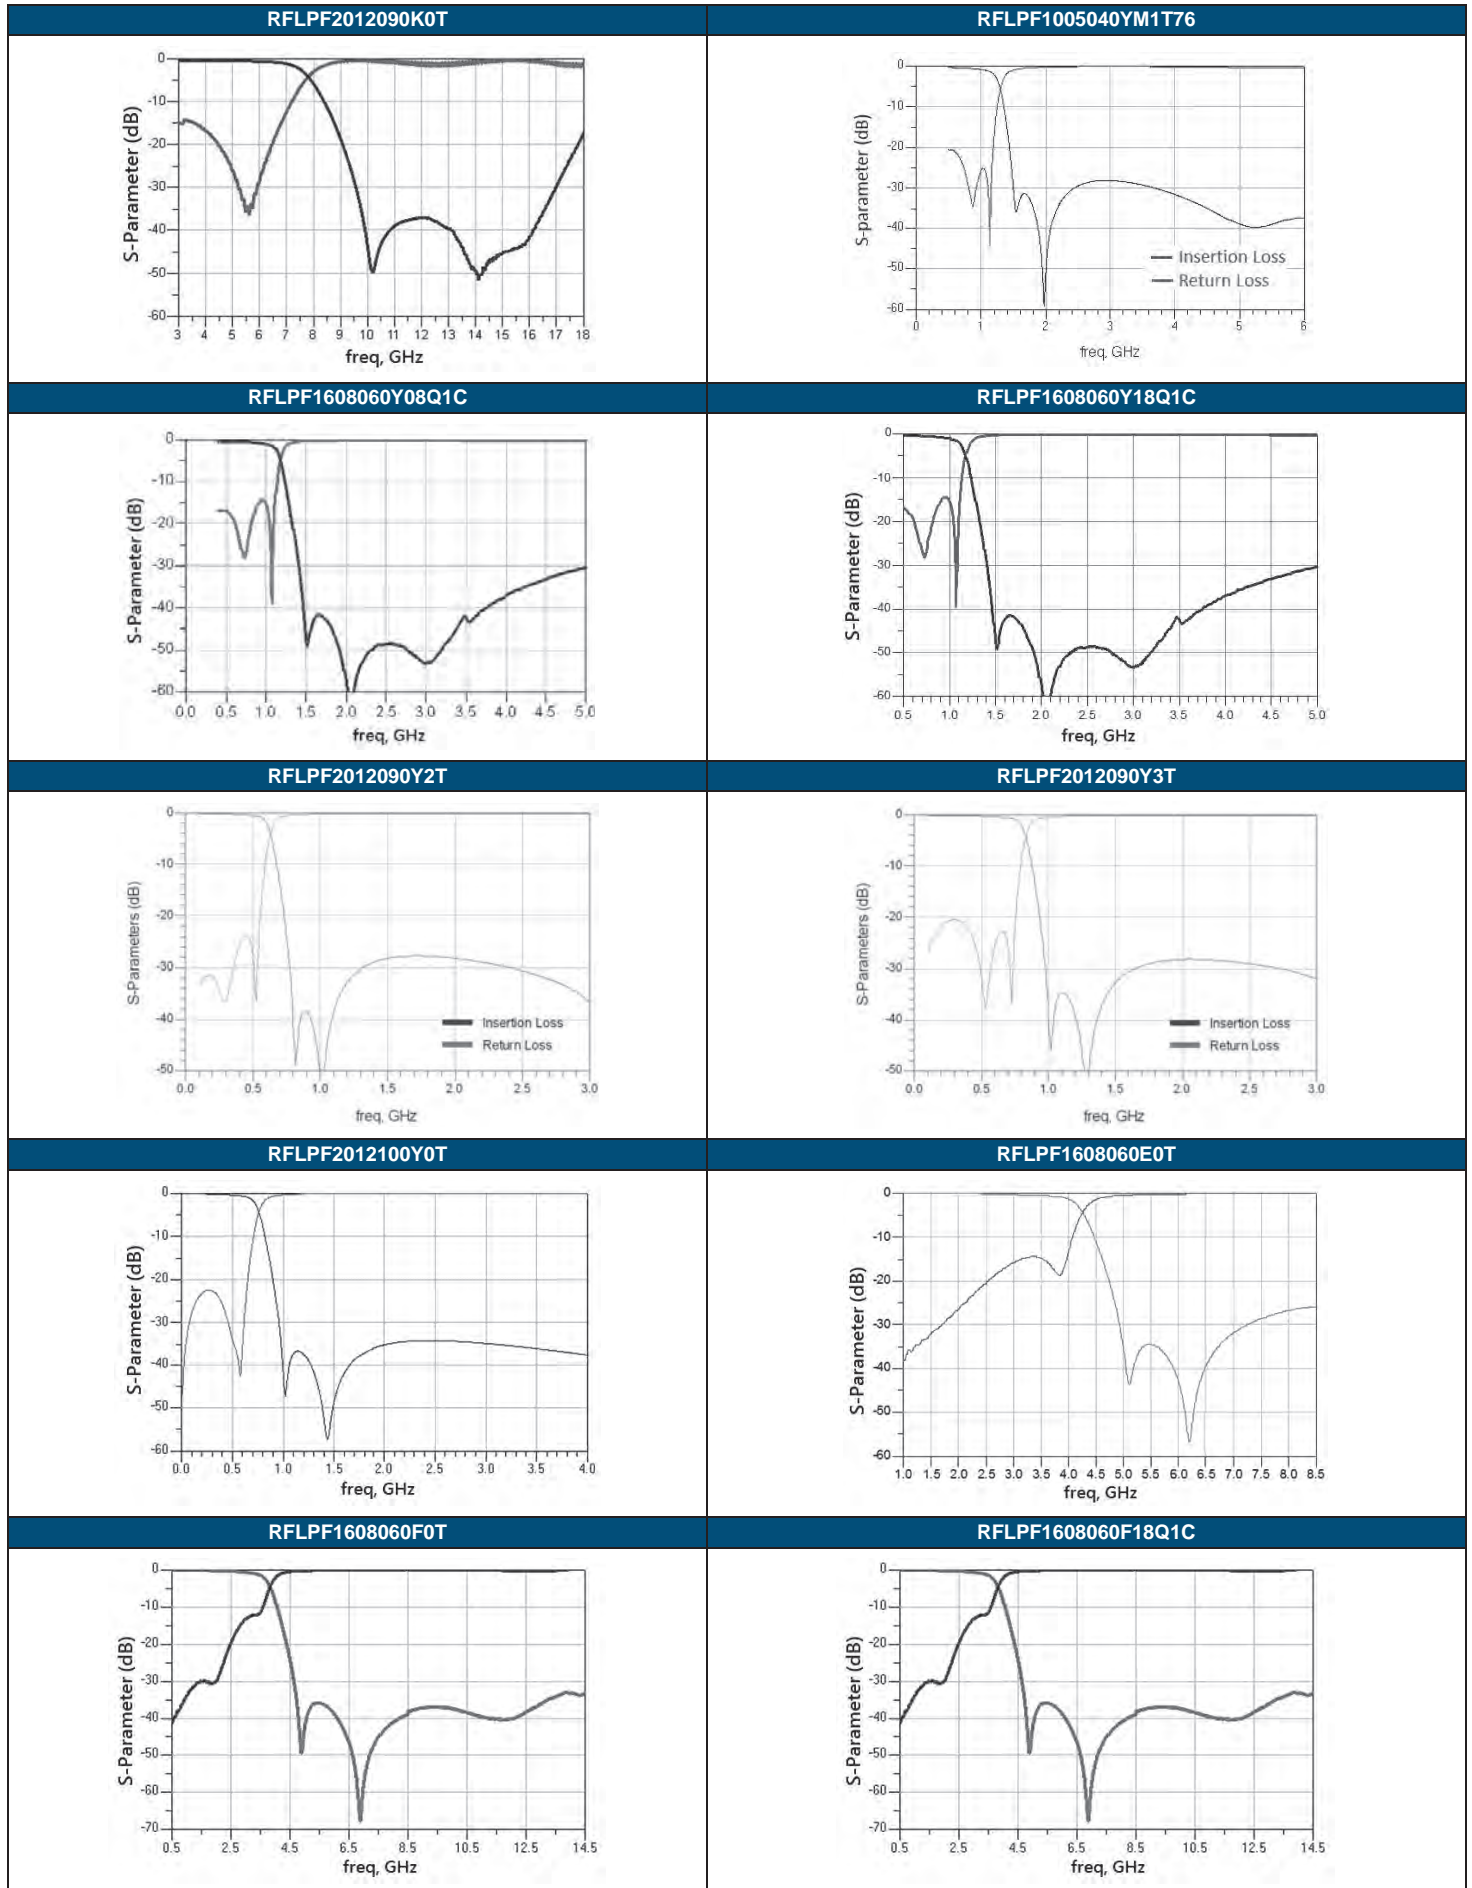 RFLPF2012090K0T
RFLPF1005040YM1T76
0
-10
-20
-30
-40
-50
-60
S-Parameter (dB)
3 4 5 6 7 8 9 10 11 12 13 14 15 16 17 18
freq, GHz
0
-10
-20
-30
-40
-50
-60
S-parameter (dB)
Insertion Loss
Return Loss
0 1 2 3 4 5 6
freq, GHz
RFLPF1608060Y08Q1C
RFLPF1608060Y18Q1C
0
-10
-20
-30
-40
-50
-60
S-Parameter (dB)
0.0 0.5 1.0 1.5 2.0 2.5 3.0 3.5 4.0 4.5 5.0
freq, GHz
0
-10
-20
-30
-40
-50
-60
S-Parameter (dB)
0.5 1.0 1.5 2.0 2.5 3.0 3.5 4.0 4.5 5.0
freq, GHz
RFLPF2012090Y2T
RFLPF2012090Y3T
0
-10
-20
-30
-40
-50
S-Parameters (dB)
Insertion Loss
Return Loss
0.0 0.5 1.0 1.5 2.0 2.5 3.0
freq, GHz
0
-10
-20
-30
-40
-50
S-Parameters (dB)
Insertion Loss
Return Loss
0.0 0.5 1.0 1.5 2.0 2.5 3.0
freq, GHz
RFLPF2012100Y0T
RFLPF1608060E0T
0
-10
-20
-30
-40
-50
-60
S-Parameter (dB)
0.0 0.5 1.0 1.5 2.0 2.5 3.0 3.5 4.0
freq, GHz
0
-10
-20
-30
-40
-50
-60
S-Parameter (dB)
1.0 1.5 2.0 2.5 3.0 3.5 4.0 4.5 5.0 5.5 6.0 6.5 7.0 7.5 8.0 8.5
freq, GHz
RFLPF1608060F0T
RFLPF1608060F18Q1C
0
-10
-20
-30
-40
-50
-60
-70
S-Parameter (dB)
0.5 2.5 4.5 6.5 8.5 10.5 12.5 14.5
freq, GHz
0
-10
-20
-30
-40
-50
-60
-70
S-Parameter (dB)
0.5 2.5 4.5 6.5 8.5 10.5 12.5 14.5
freq, GHz